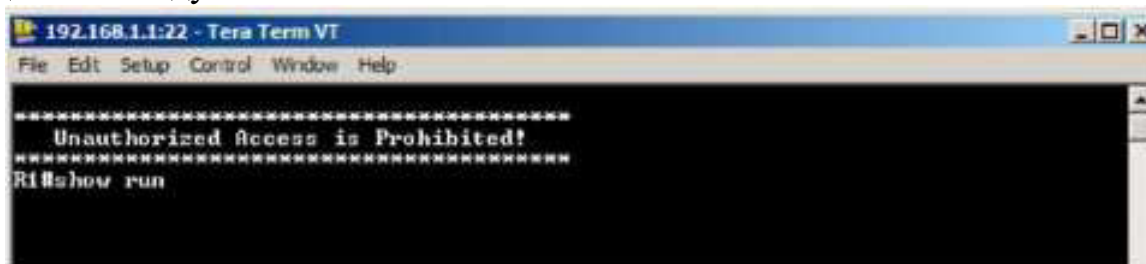 192.168.1.1:22 - Tera Term VT
File Edit Setup Control Window Help
****************************************
Unauthorized Access is Prohibited!
****************************************
R1#show run